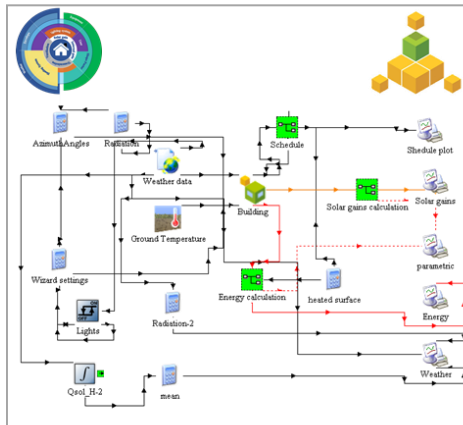 AzimuthAngles
Radiation
Schedule
Shedule plot
Weather data
Building
Solar gains calculation
Solar gains
Ground Temperature
parametric
Wizard settings
Energy calculation
heated surface
Energy
Lights
Radiation-2
Weather
Qsol_H-2
mean